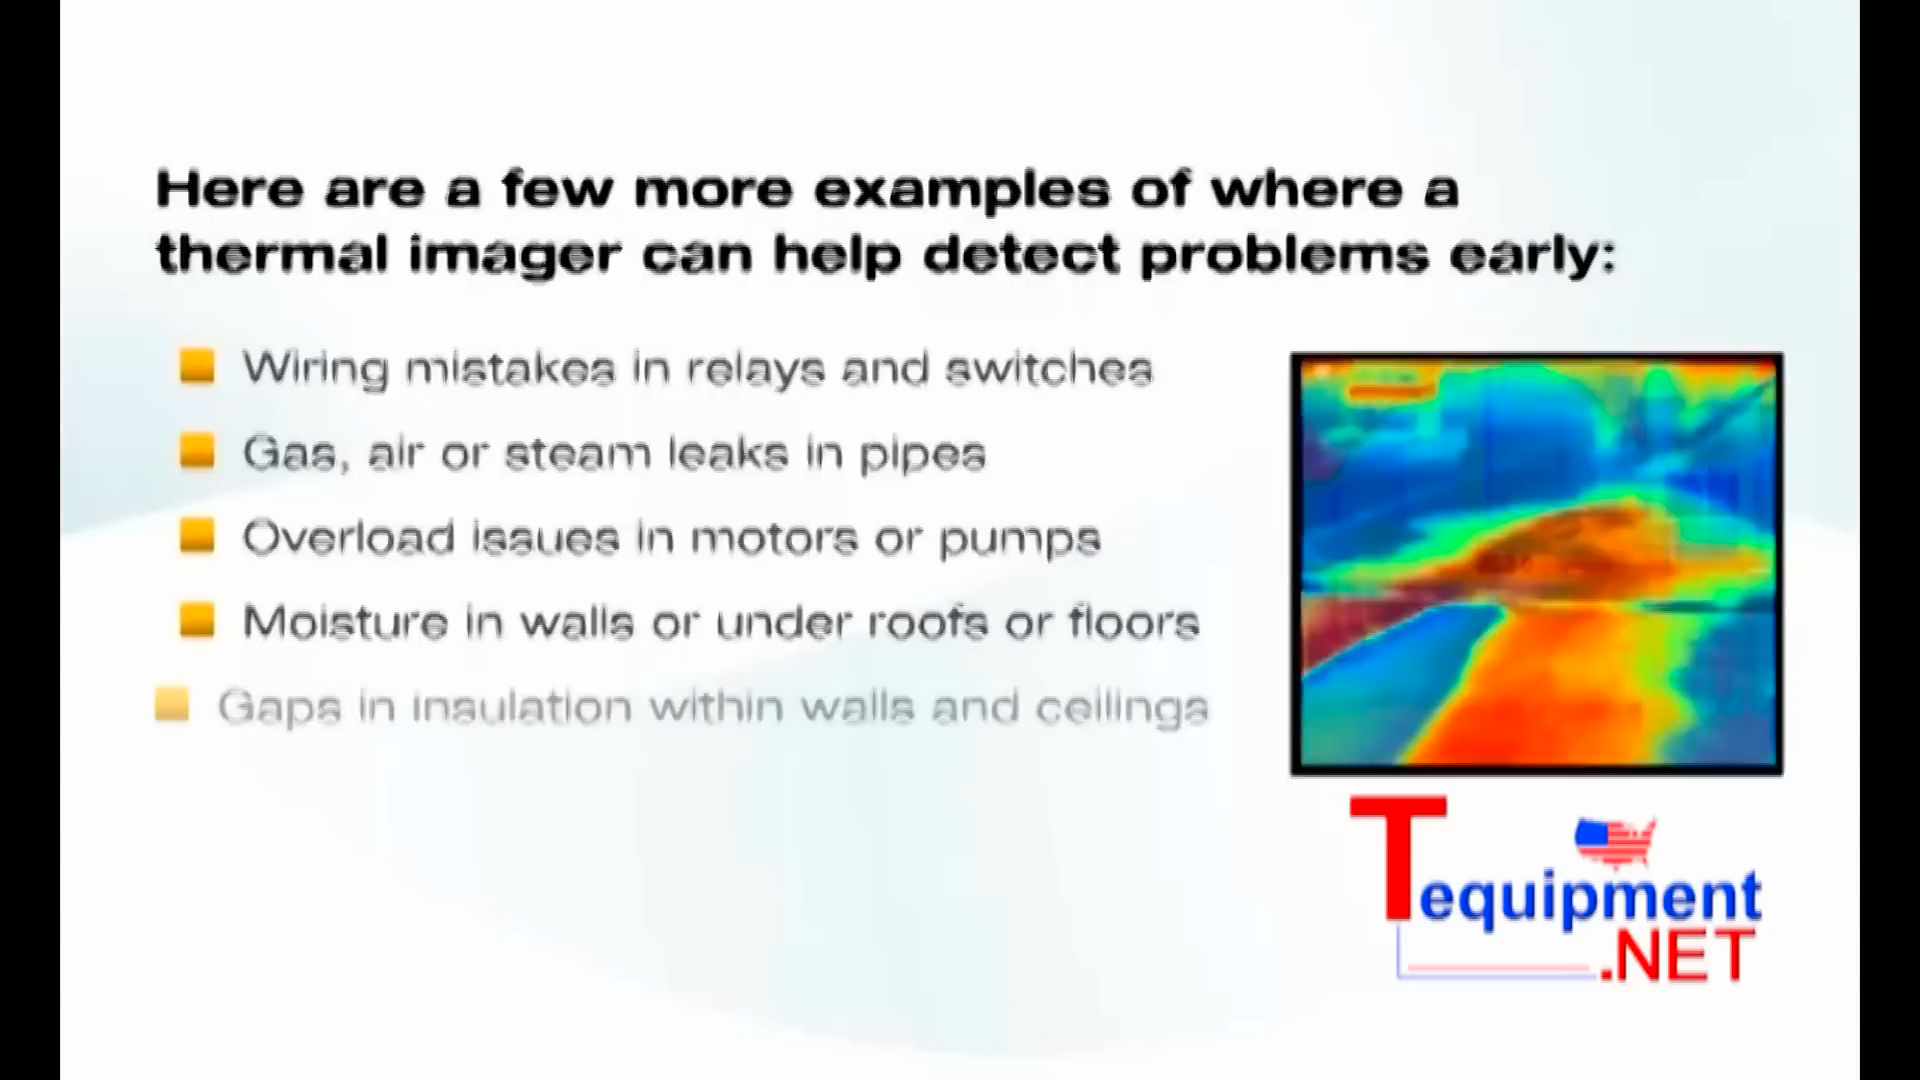 Here are a few more examples of where a
thermal imager can help detect problems early:
Wiring mistakes in relays and switches
Gas, air or steam leaks in pipes
Overload issues in motors or pumps
Moisture in walls or under roofs or floors
Gaps in insulation within walls and ceilings
Tequipment
.NET